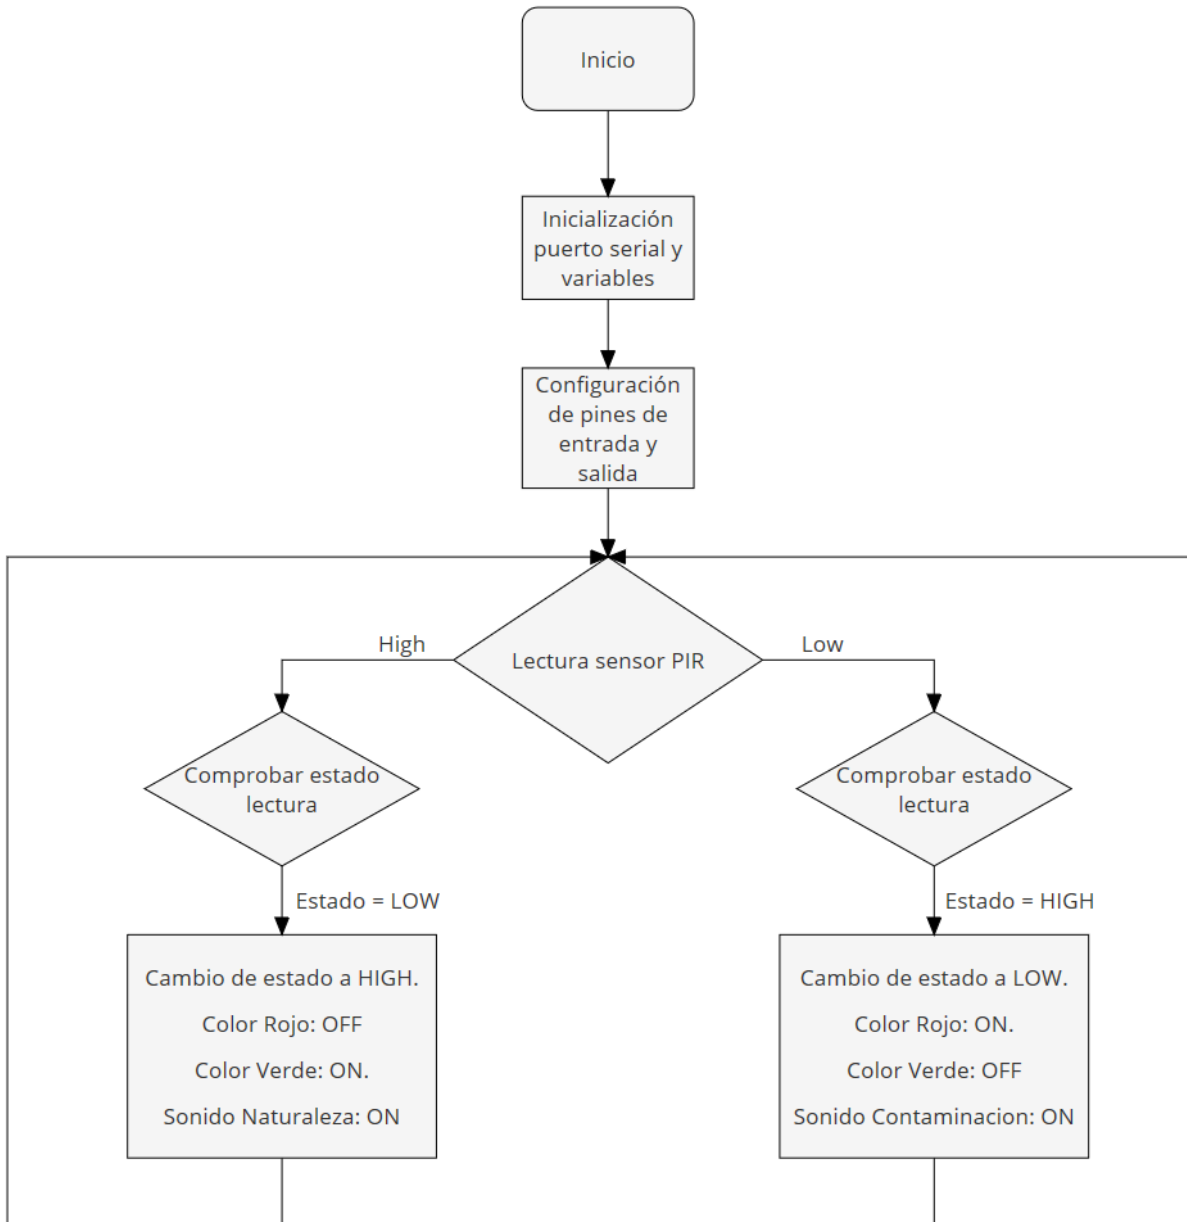 Inicio
Inicialización
puerto serial y
variables
Configuración
de pines de
entrada y
salida
Lectura sensor PIR
High
Low
Comprobar estado
lectura
Comprobar estado
lectura
Estado = LOW
Estado = HIGH
Cambio de estado a HIGH.
Color Rojo: OFF
Color Verde: ON.
Sonido Naturaleza: ON
Cambio de estado a LOW.
Color Rojo: ON.
Color Verde: OFF
Sonido Contaminacion: ON